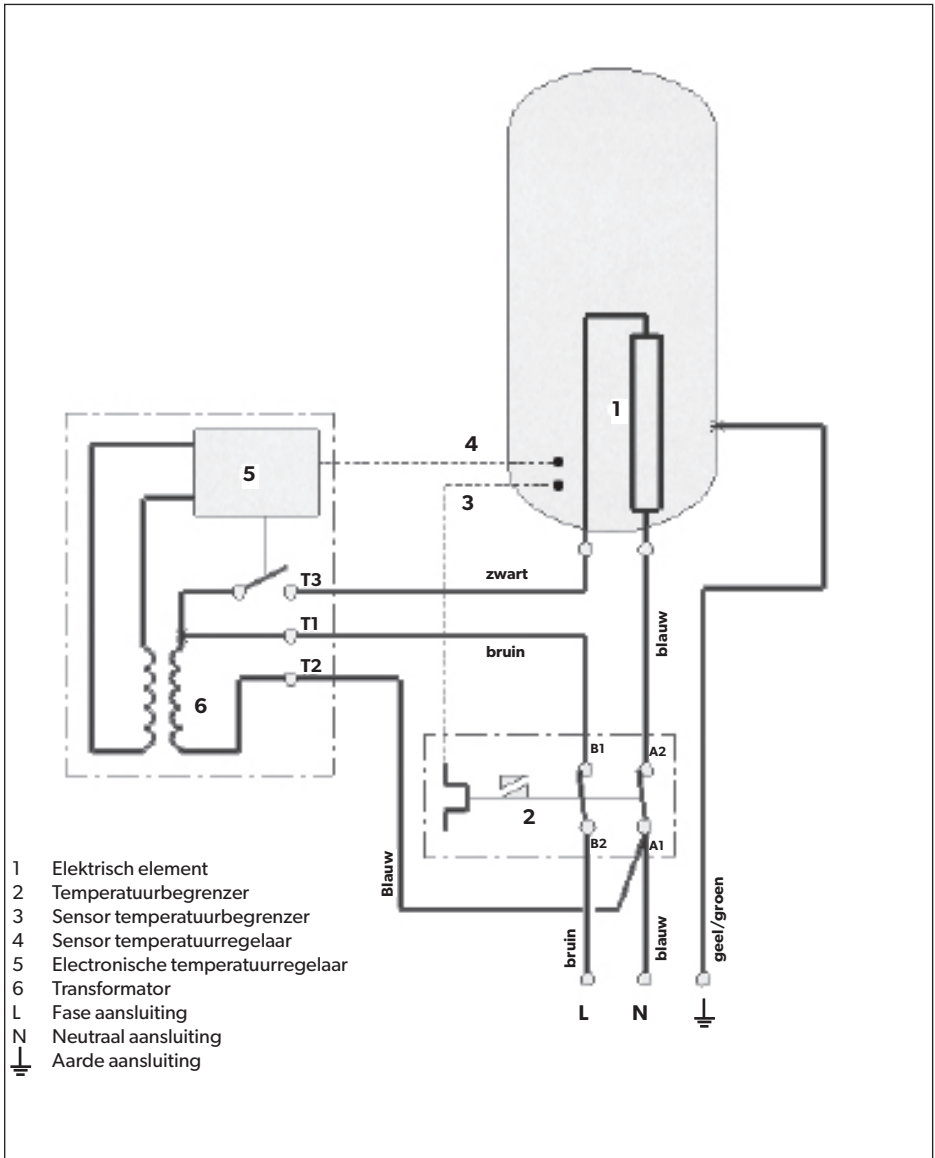 1
4
5
3
T3
zwart
T1
bruin
blauw
T2
6
B1
A2
2
B2
A1
Blauw
bruin
blauw
geel/groen
L
N
1 Elektrisch element
2 Temperatuurbegrenzer
3 Sensor temperatuurbegrenzer
4 Sensor temperatuurregelaar
5 Electronische temperatuurregelaar
6 Transformator
L Fase aansluiting
N Neutraal aansluiting
Aarde aansluiting